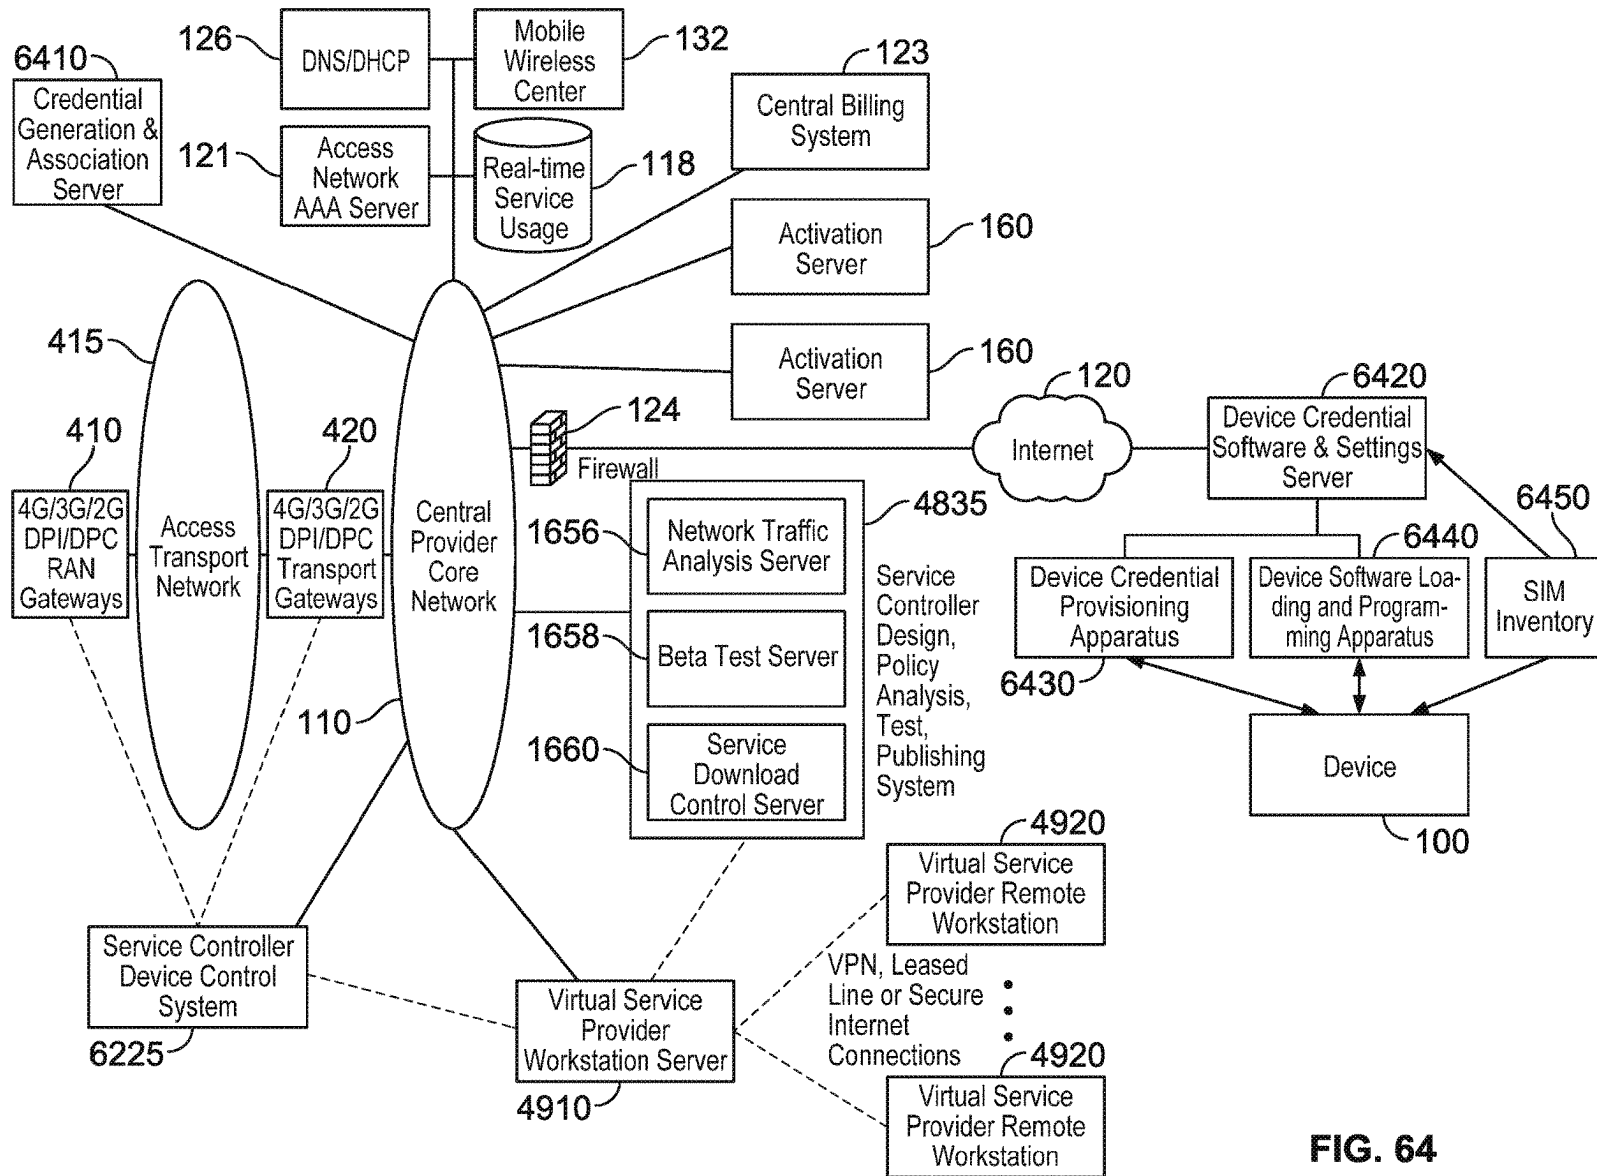 126
DNS/DHCP
Mobile
Wireless
Center
132
6410
Credential
Generation &
Association
Server
123
Central Billing
System
121
Access
Network
AAA Server
Real-time
Service
Usage
118
Activation
Server
160
Activation
Server
160
415
Access
Transport
Network
410
4G/3G/2G
DPI/DPC
RAN
Gateways
420
4G/3G/2G
DPI/DPC
Transport
Gateways
Central
Provider
Core
Network
110
124
Firewall
120
Internet
6420
Device Credential
Software & Settings
Server
4835
1656
Network Traffic
Analysis Server
1658
Beta Test Server
1660
Service
Download
Control Server
Service
Controller
Design,
Policy
Analysis,
Test,
Publishing
System
Device Credential
Provisioning
Apparatus
6430
6440
Device Software Loa-
ding and Program-
ming Apparatus
6450
SIM
Inventory
Device
100
Service Controller
Device Control
System
6225
Virtual Service
Provider
Workstation Server
4910
4920
Virtual Service
Provider Remote
Workstation
VPN, Leased
Line or Secure
Internet
Connections
4920
Virtual Service
Provider Remote
Workstation
FIG. 64